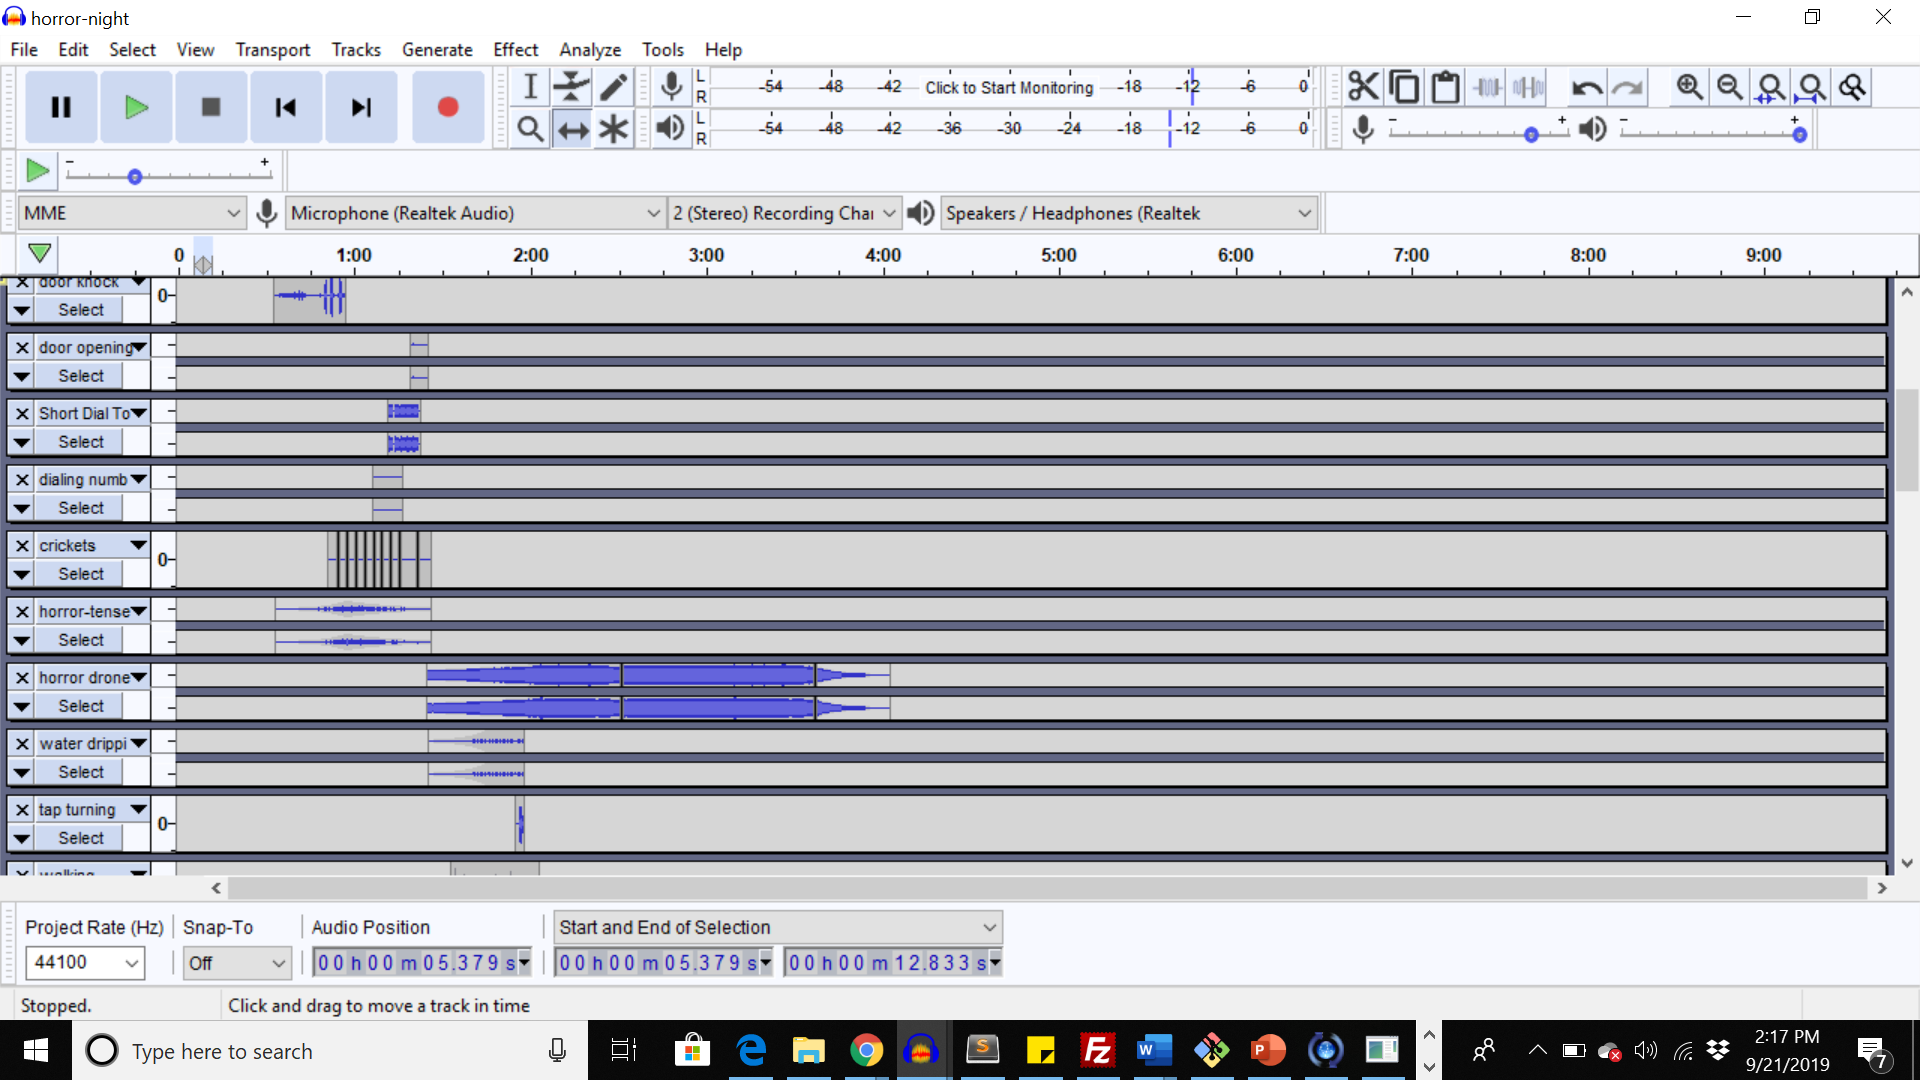 horror-night
File Edit Select View Transport Tracks Generate Effect Analyze Tools Help
L
R
-54 -48 -42 Click to Start Monitoring -18 -12 -6 0
L
R
-54 -48 -42 -36 -30 -24 -18 -12 -6 0
- +
- +
- +
MME
Microphone (Realtek Audio)
2 (Stereo) Recording Char
Speakers / Headphones (Realtek
0 1:00 2:00 3:00 4:00 5:00 6:00 7:00 8:00 9:00
door knock
0-
Select
door opening
Select
Short Dial To
Select
dialing numb
Select
crickets
0-
Select
horror-tense
Select
horror drone
Select
water drippi
Select
tap turning
0-
Select
walking
Project Rate (Hz) Snap-To Audio Position Start and End of Selection
44100 Off 00 h 00 m 05.379 s 00 h 00 m 05.379 s 00 h 00 m 12.833 s
Stopped. Click and drag to move a track in time
Type here to search
2:17 PM
9/21/2019
7